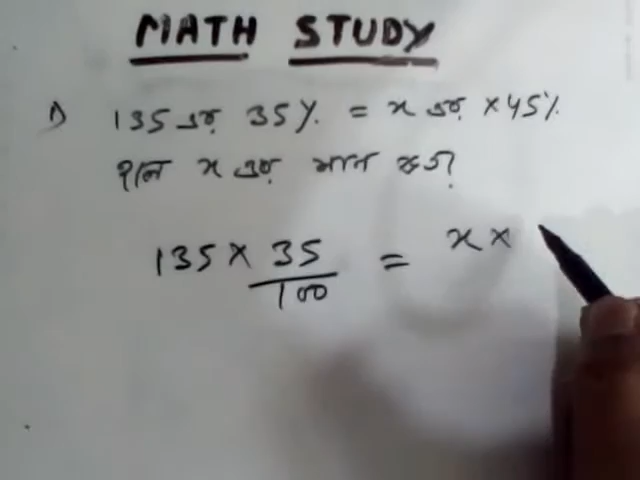 MATH STUDY
1) 135 এর 35% = x এর × 45%
হলে x এর মান কত?
135 × 35/100 = x ×